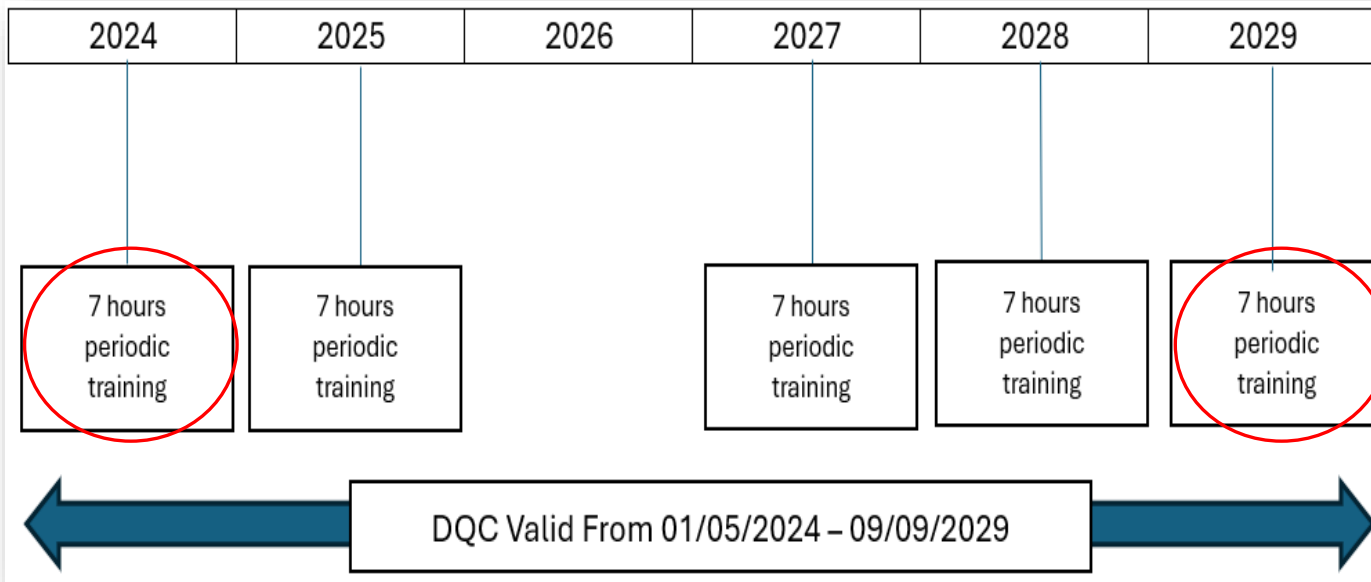 2024 2025 2026 2027 2028 2029
7 hours
periodic
training
7 hours
periodic
training
7 hours
periodic
training
7 hours
periodic
training
7 hours
periodic
training
DQC Valid From 01/05/2024 – 09/09/2029